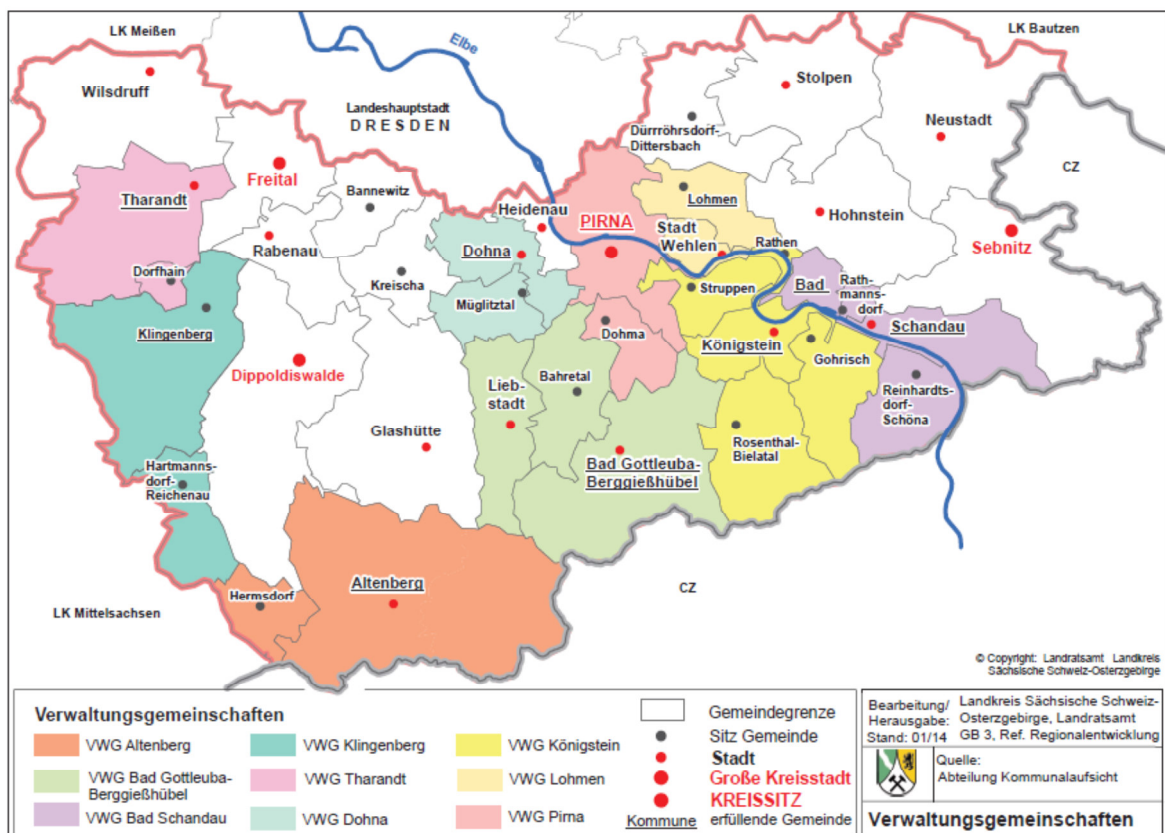 LK Meißen
LK Bautzen
Elbe
Wilsdruff
Landeshauptstadt
DRESDEN
Stolpen
Dürrröhrsdorf-
Dittersbach
Neustadt
CZ
Freital
Tharandt
Bannewitz
Lohmen
Heidenau
PIRNA
Stadt
Wehlen
Hohnstein
Sebnitz
Rabenau
Dohna
Rathen
Dorfhain
Kreischa
Müglitztal
Struppen
Bad
Rath-
mannsdorf
Schandau
Klingenberg
Dohma
Königstein
Gohrisch
Dippoldiswalde
Bahretal
Lieb-
stadt
Reinhardts-
dorf-
Schöna
Glashütte
Rosenthal-
Bielatal
Bad Gottleuba-
Berggießhübel
Hartmanns-
dorf-
Reichenau
Altenberg
Hermsdorf
CZ
LK Mittelsachsen
© Copyright: Landratsamt Landkreis
Sächsische Schweiz-Osterzgebirge
Verwaltungsgemeinschaften
VWG Altenberg
VWG Bad Gottleuba-
Berggießhübel
VWG Bad Schandau
VWG Klingenberg
VWG Tharandt
VWG Dohna
VWG Königstein
VWG Lohmen
VWG Pirna
Gemeindegrenze
Sitz Gemeinde
Stadt
Große Kreisstadt
KREISSITZ
Kommune erfüllende Gemeinde
Bearbeitung/
Herausgabe:
Stand: 01/14
Landkreis Sächsische Schweiz-
Osterzgebirge, Landratsamt
GB 3, Ref. Regionalentwicklung
Quelle:
Abteilung Kommunalaufsicht
Verwaltungsgemeinschaften